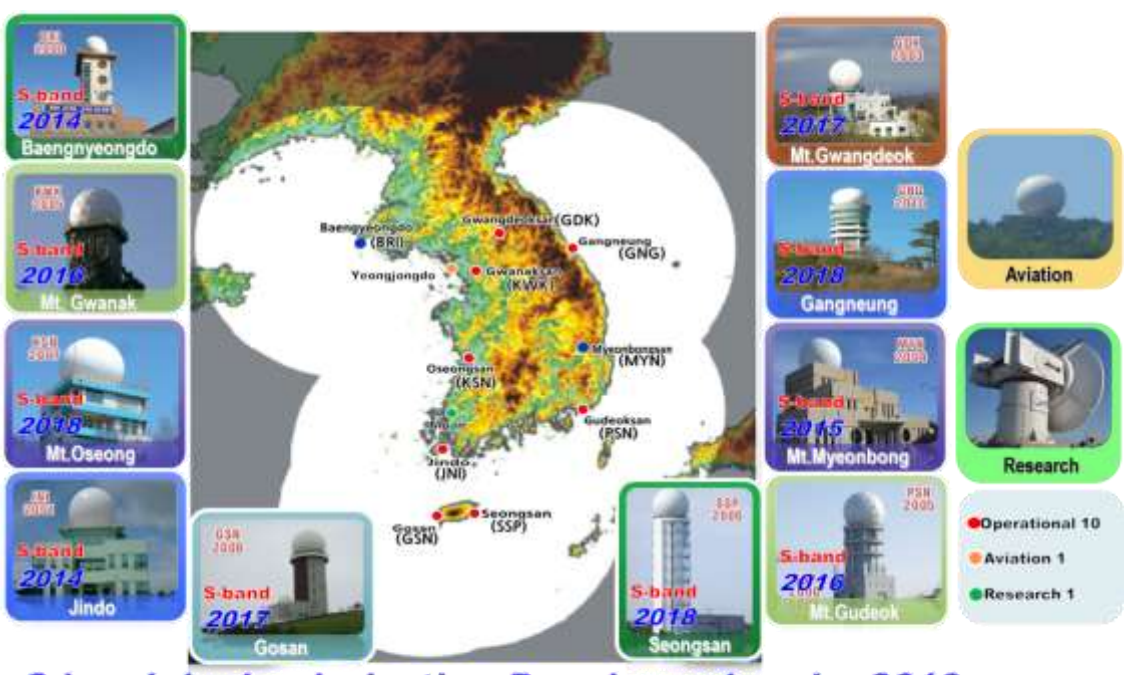 S-band
2014
Baengnyeongdo
S-band
2016
Mt. Gwanak
S-band
2018
Mt.Oseong
S-band
2014
Jindo
GSN
2006
S-band
2017
Gosan
Baengyeongdo
(BRI)
Yeongjongdo
(GDK)
Gangneung
(GNG)
Gwanaksan
(KWK)
Oseongsan
(KSN)
Myeonbongsan
(MYN)
Gudeoksan
(PSN)
Jindo
(JNI)
Gosan
(GSN)
Seongsan
(SSP)
SSP
2006
S-band
2018
Seongsan
S-band
2017
Mt.Gwangdeok
S-band
2018
Gangneung
S-band
2015
Mt.Myeonbong
PSN
2005
S-band
2016
Mt.Gudeok
Aviation
Research
Operational 10
Aviation 1
Research 1